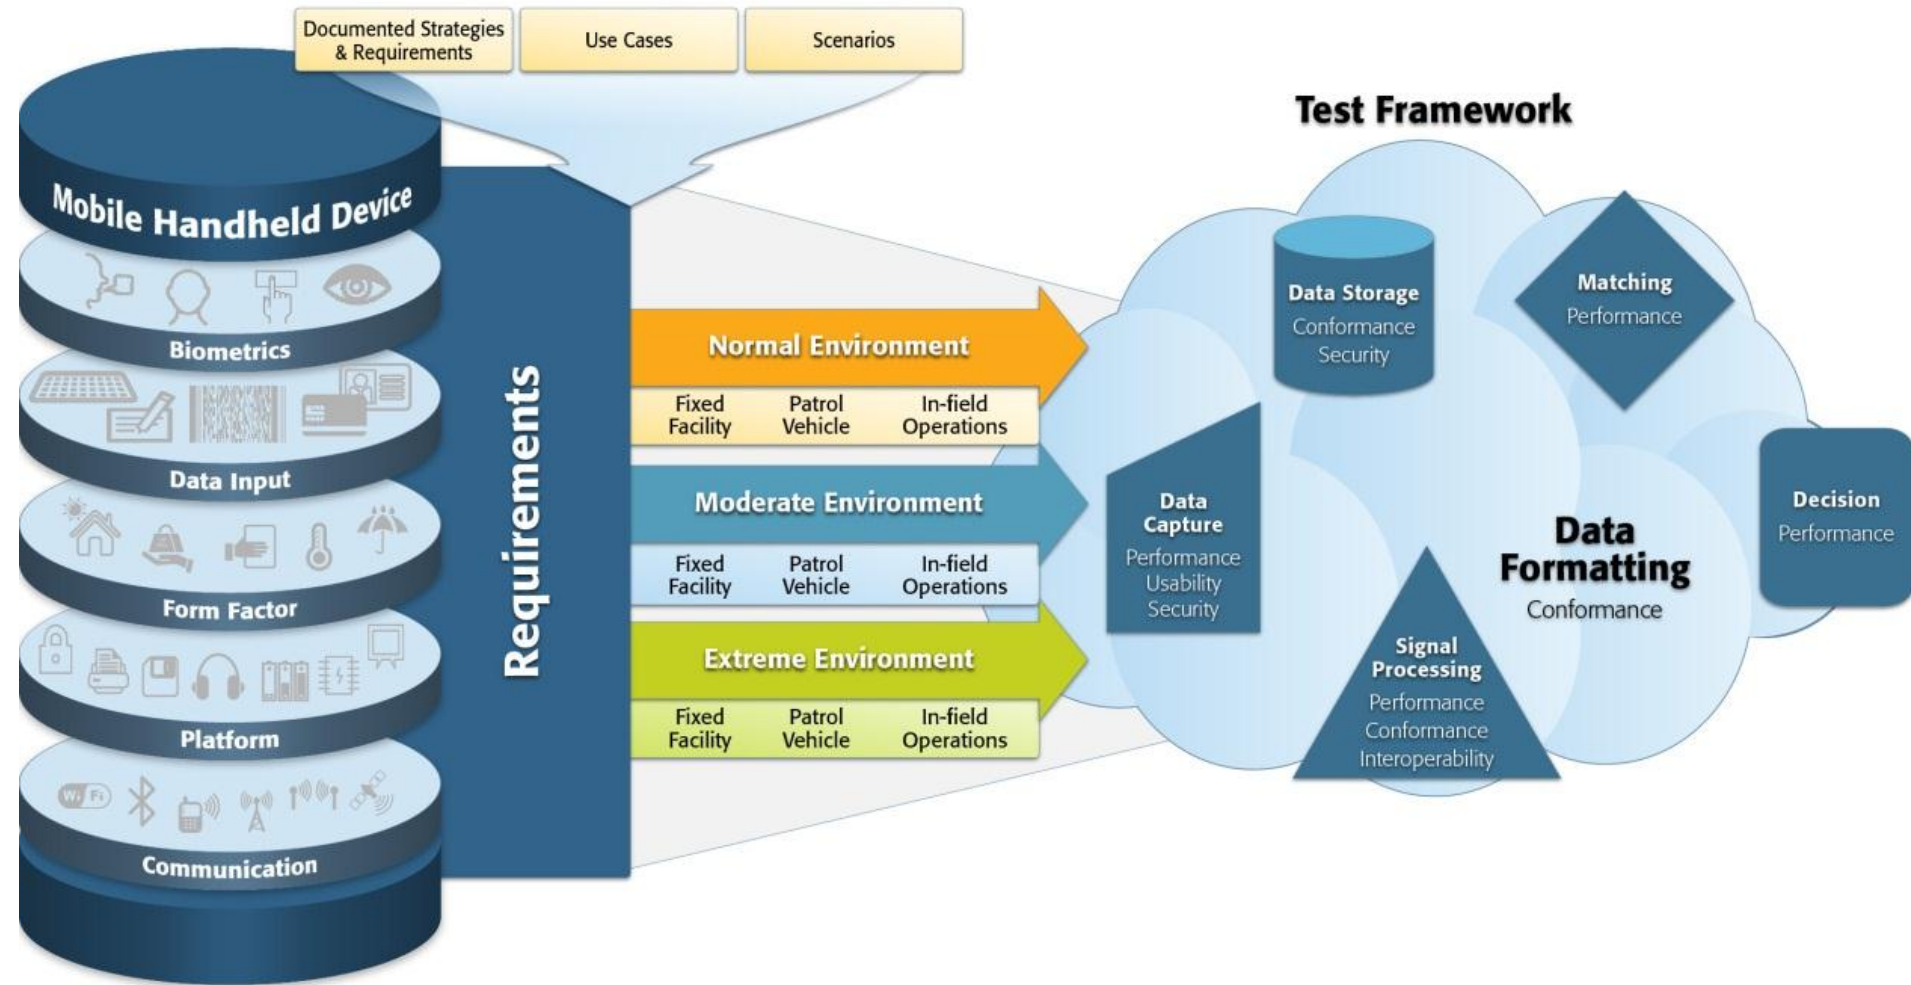 Documented Strategies
& Requirements
Use Cases
Scenarios
Mobile Handheld Device
Biometrics
Data Input
Form Factor
Platform
Wi Fi
Communication
Requirements
Normal Environment
Fixed
Facility
Patrol
Vehicle
In-field
Operations
Moderate Environment
Fixed
Facility
Patrol
Vehicle
In-field
Operations
Extreme Environment
Fixed
Facility
Patrol
Vehicle
In-field
Operations
Test Framework
Data Storage
Conformance
Security
Matching
Performance
Data
Capture
Performance
Usability
Security
Data
Formatting
Conformance
Decision
Performance
Signal
Processing
Performance
Conformance
Interoperability